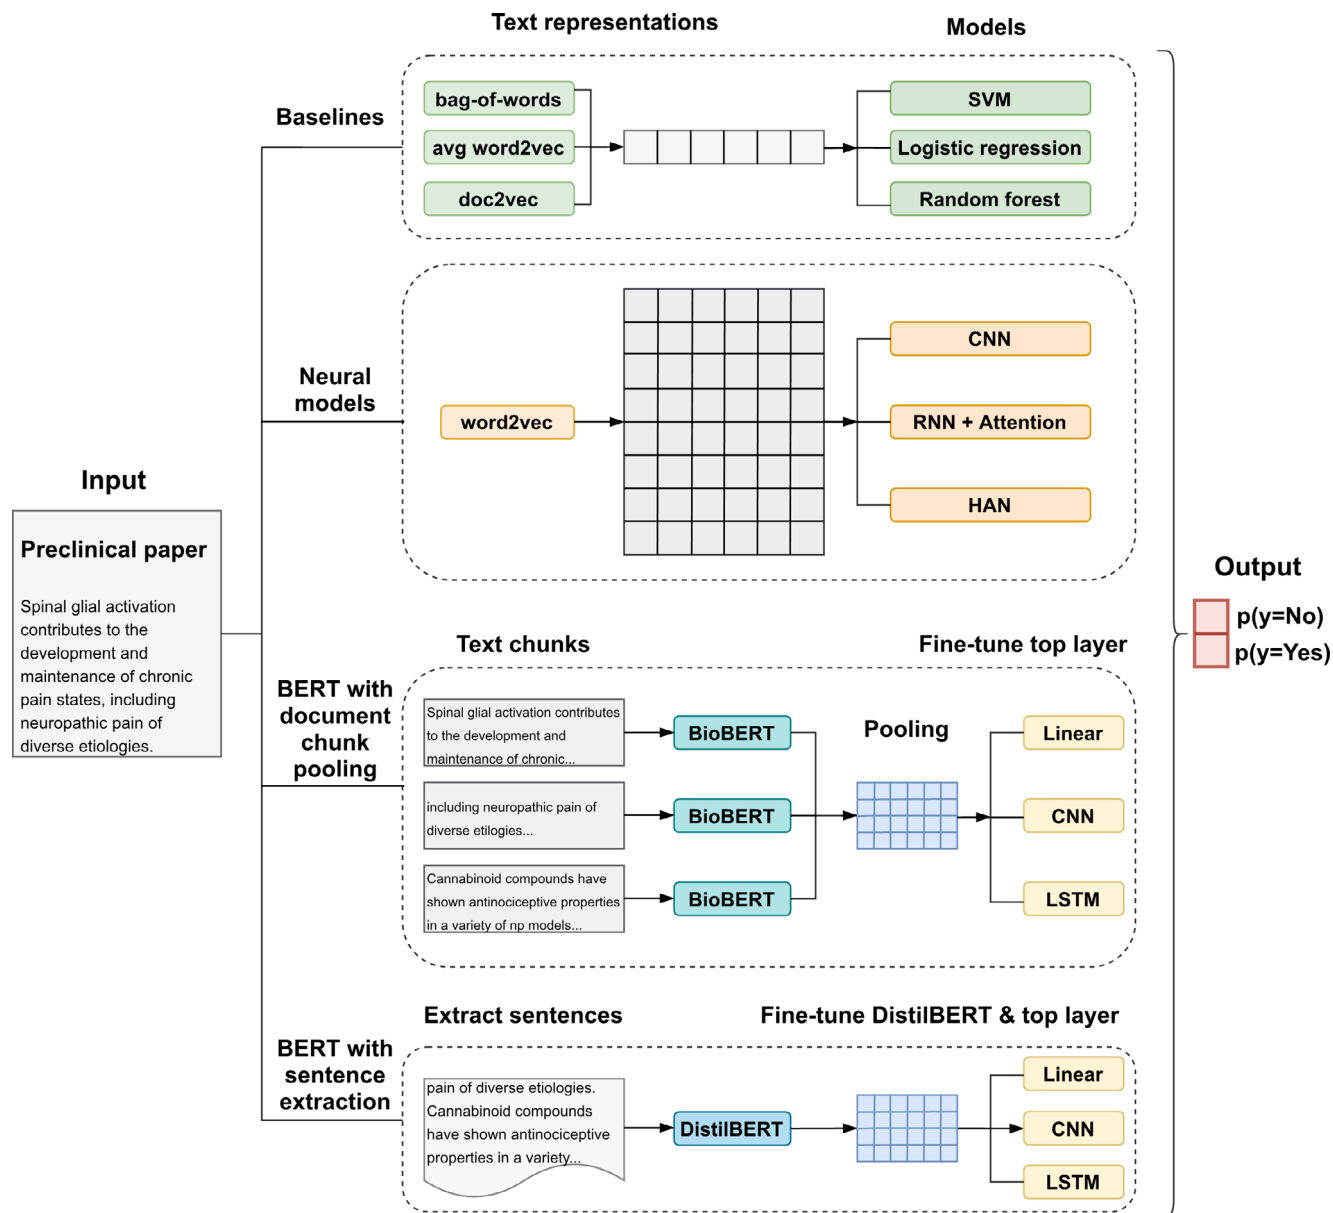 Text representations
Models
Baselines
bag-of-words
avg word2vec
doc2vec
SVM
Logistic regression
Random forest
Neural
models
word2vec
CNN
RNN + Attention
HAN
Input
Preclinical paper
Spinal glial activation
contributes to the
development and
maintenance of chronic
pain states, including
neuropathic pain of
diverse etiologies.
Output
p(y=No)
p(y=Yes)
BERT with
document
chunk
pooling
Text chunks
Fine-tune top layer
Spinal glial activation contributes
to the development and
maintenance of chronic...
including neuropathic pain of
diverse etilogies...
Cannabinoid compounds have
shown antinociceptive properties
in a variety of np models...
BioBERT
BioBERT
BioBERT
Pooling
Linear
CNN
LSTM
BERT with
sentence
extraction
Extract sentences
Fine-tune DistilBERT & top layer
pain of diverse etiologies.
Cannabinoid compounds
have shown antinociceptive
properties in a variety...
DistilBERT
Linear
CNN
LSTM